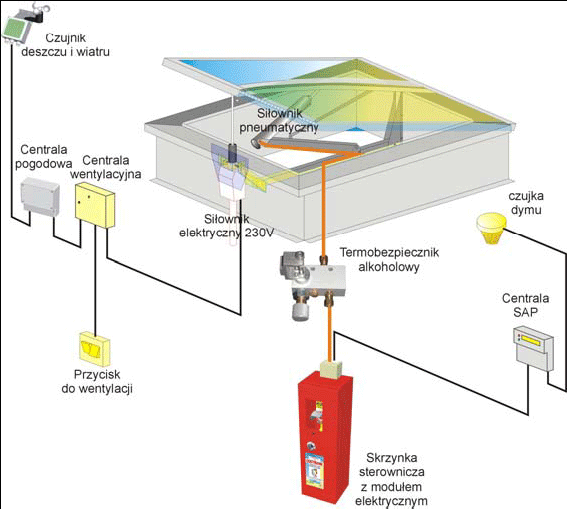 Czujnik
deszczu i wiatru
Siłownik
pneumatyczny
Centrala
pogodowa
Centrala
wentylacyjna
czujka
dymu
Siłownik
elektryczny 230V
Termobezpiecznik
alkoholowy
Centrala
SAP
Przycisk
do wentylacji
Skrzynka
sterownicza
z modułem
elektrycznym